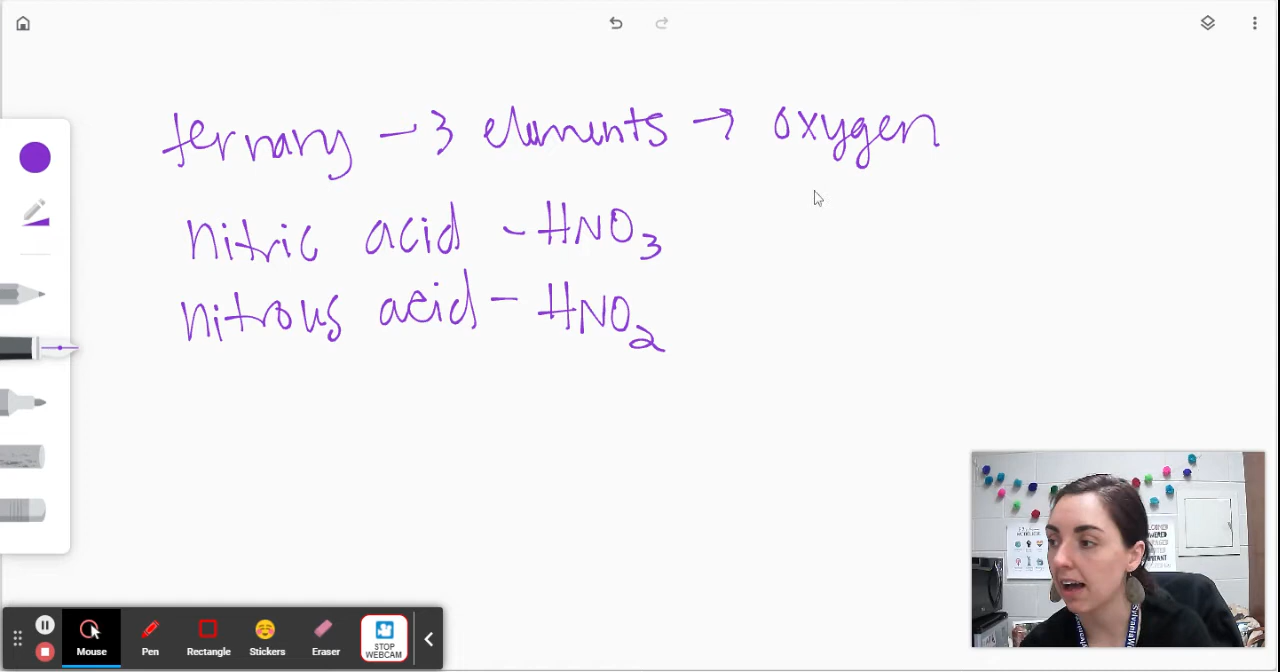 ternary - 3 elements → oxygen
nitric acid - HNO₃
nitrous acid - HNO₂
Mouse
Pen
Rectangle
Stickers
Eraser
STOP
WEBCAM